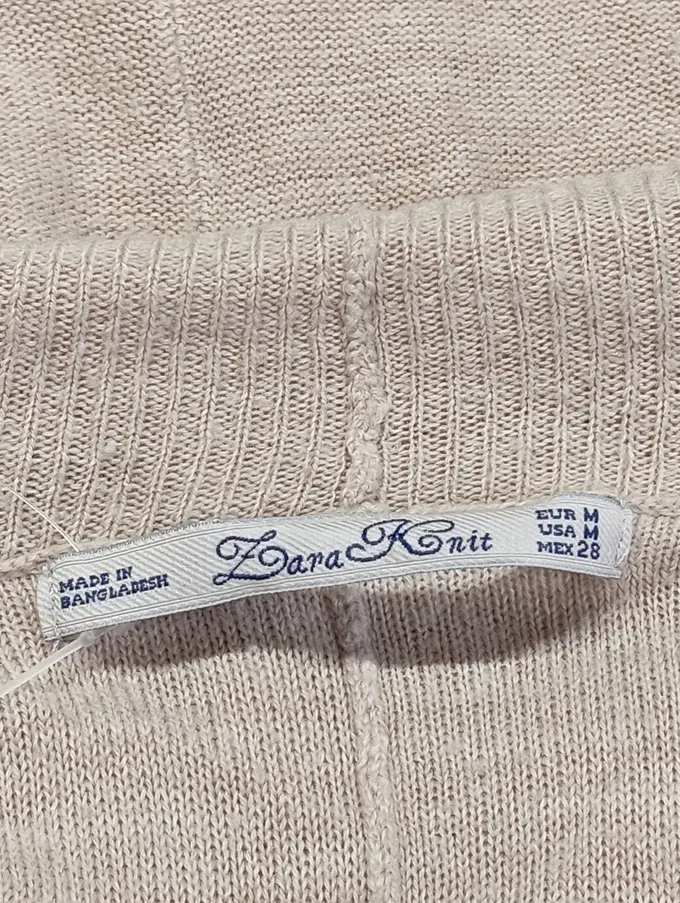 MADE IN
BANGLADESH
Zara Knit
EUR M
USA M
MEX 28